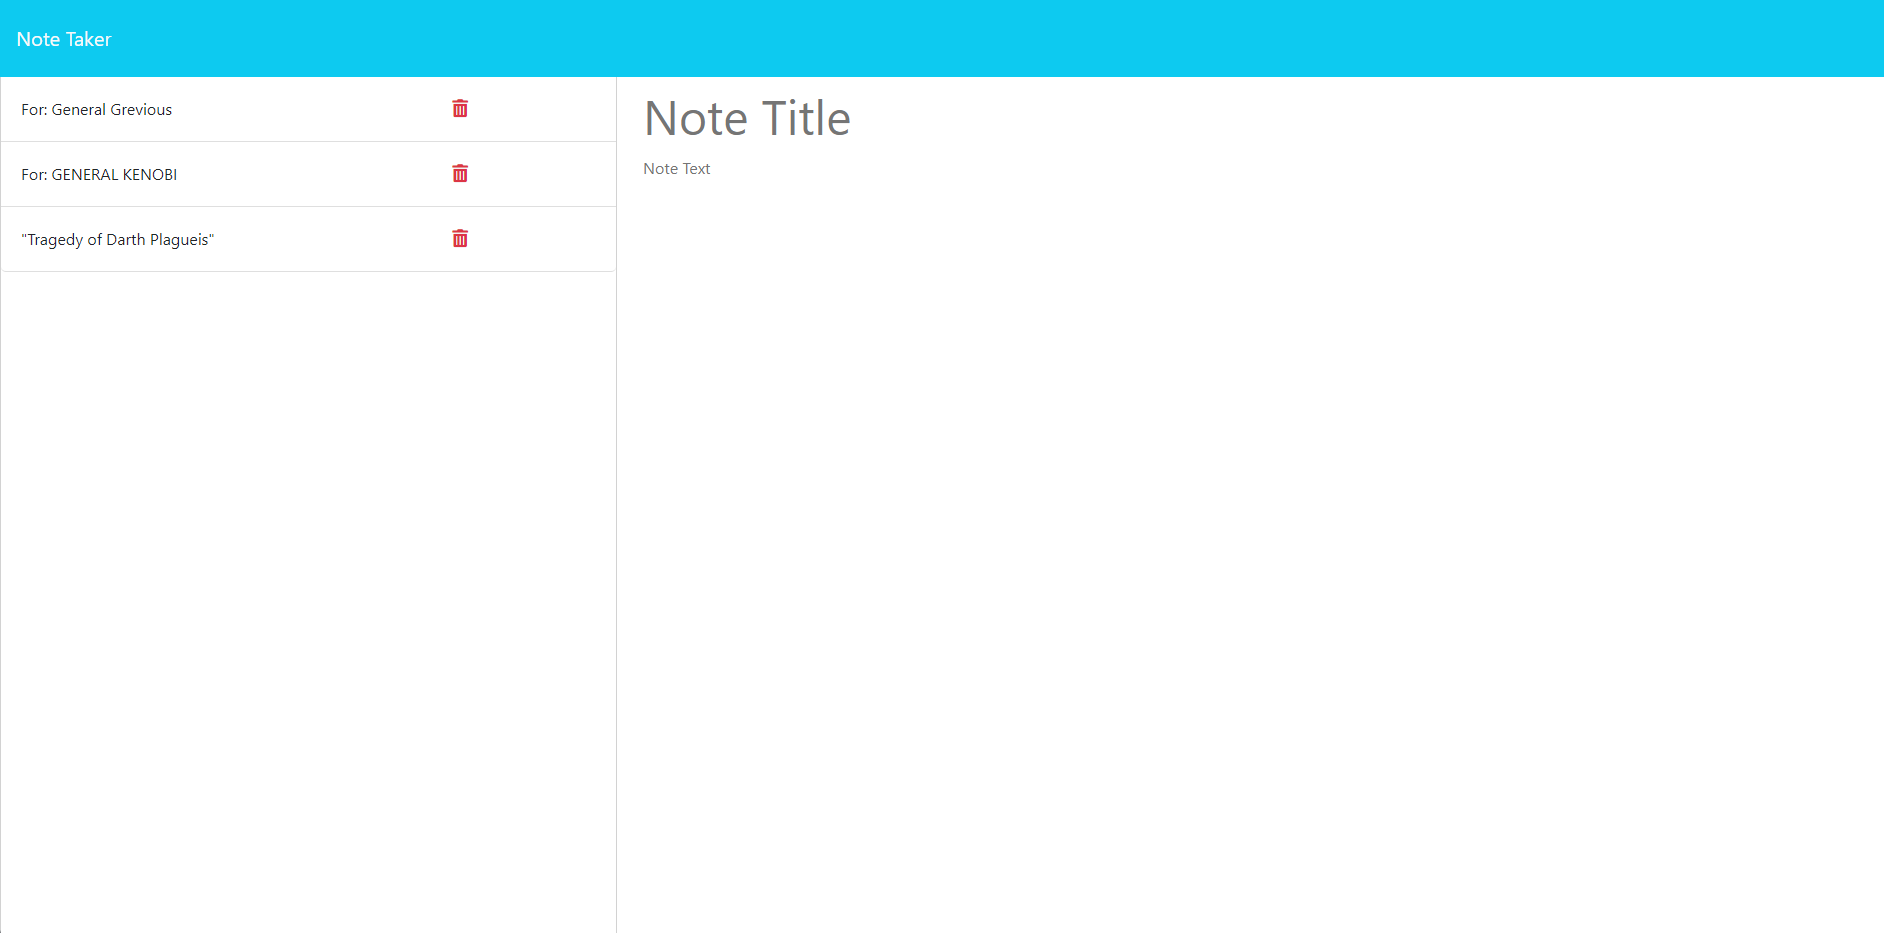 Note Taker
For: General Grevious
For: GENERAL KENOBI
"Tragedy of Darth Plagueis"
Note Title
Note Text